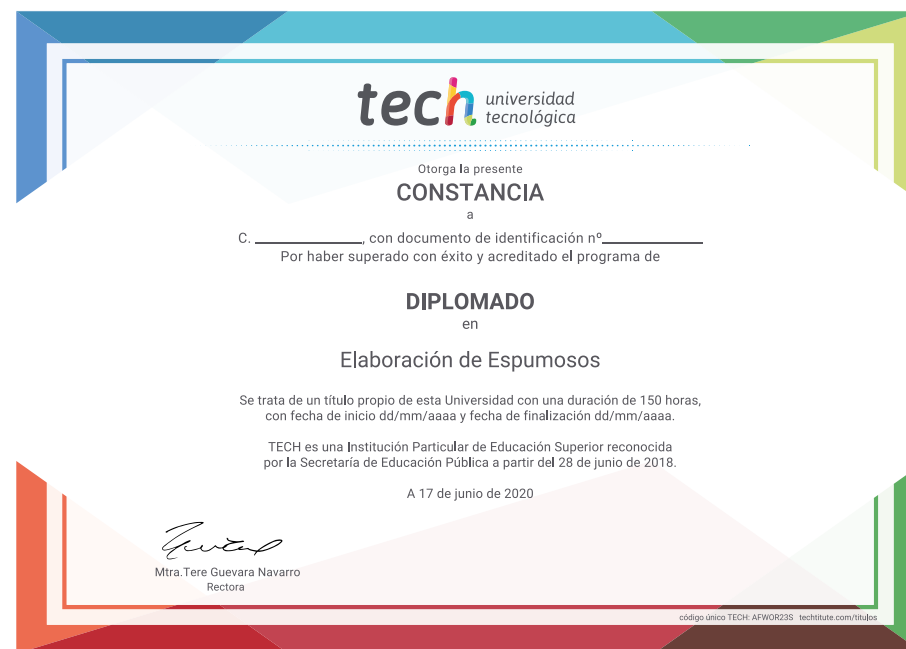 tech universidad
tecnológica
Otorga la presente
CONSTANCIA
a
C. ____________, con documento de identificación nº____________
Por haber superado con éxito y acreditado el programa de
DIPLOMADO
en
Elaboración de Espumosos
Se trata de un título propio de esta Universidad con una duración de 150 horas,
con fecha de inicio dd/mm/aaaa y fecha de finalización dd/mm/aaaa.
TECH es una Institución Particular de Educación Superior reconocida
por la Secretaría de Educación Pública a partir del 28 de junio de 2018.
A 17 de junio de 2020
Mtra.Tere Guevara Navarro
Rectora
código único TECH: AFWOR23S techtitute.com/titulos